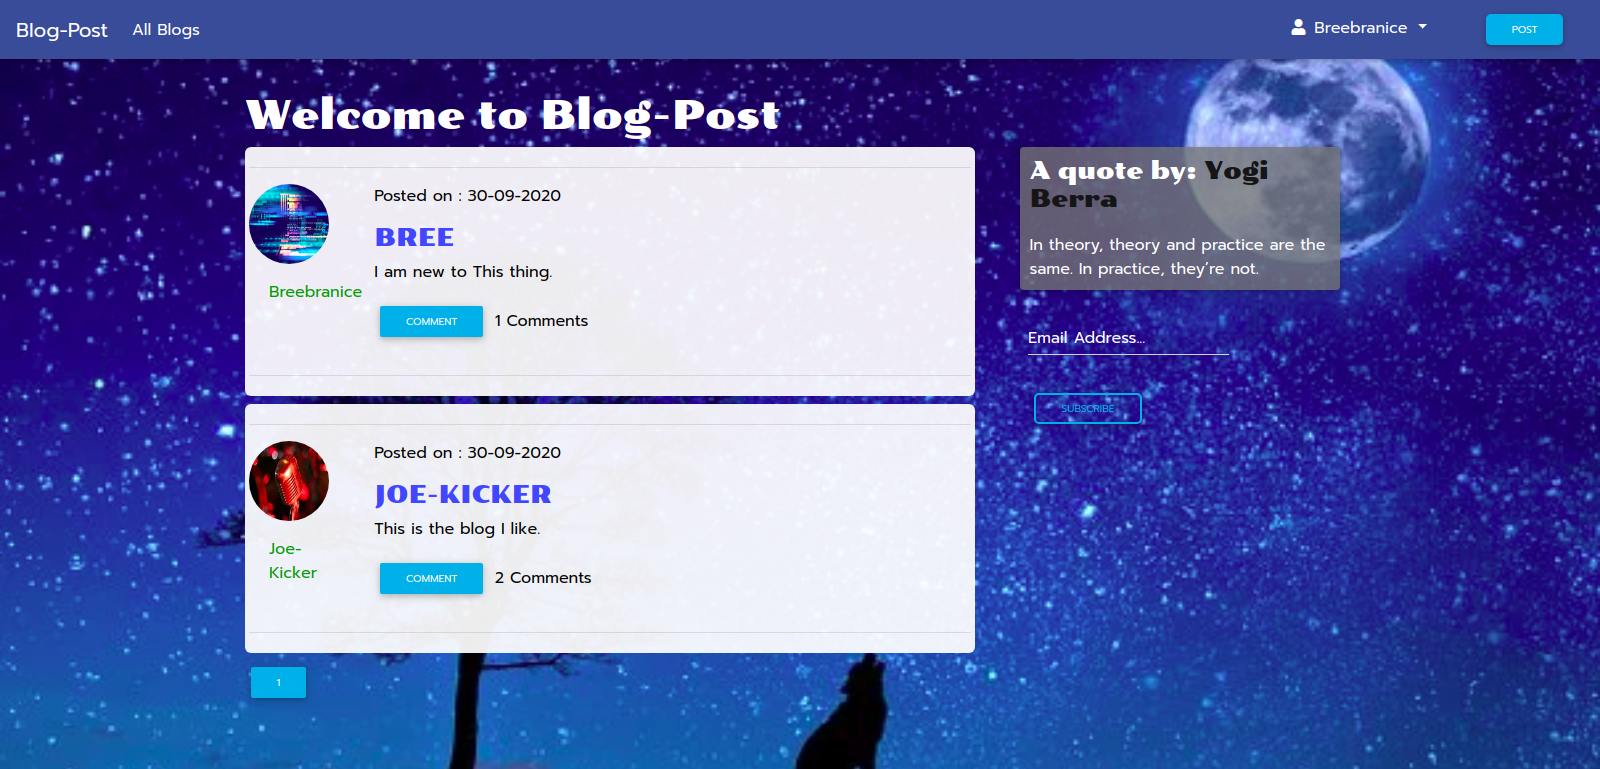 Blog-Post
All Blogs
Breebranice
POST
Welcome to Blog-Post
Posted on : 30-09-2020
BREE
I am new to This thing.
Breebranice
COMMENT
1 Comments
Posted on : 30-09-2020
JOE-KICKER
This is the blog I like.
Joe-
Kicker
COMMENT
2 Comments
1
A quote by: Yogi
Berra
In theory, theory and practice are the
same. In practice, they’re not.
Email Address...
SUBSCRIBE